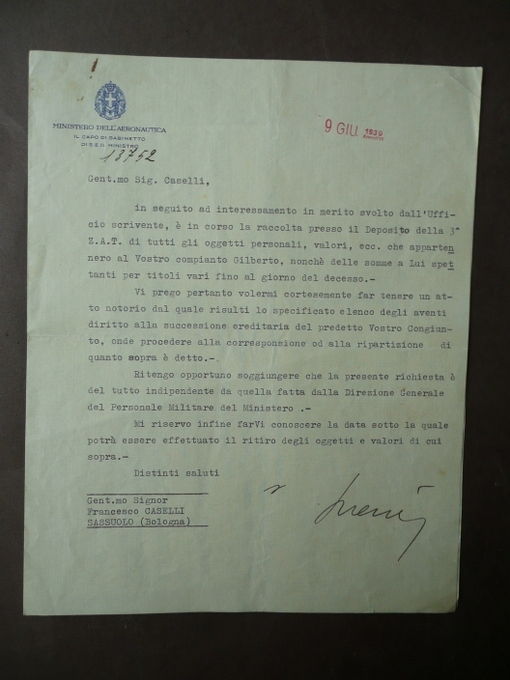 MINISTERO DELL'AERONAUTICA
IL CAPO DI GABINETTO
DI S.E. IL MINISTRO
13752
9 GIU. 1939
Gent.mo Sig. Caselli,
in seguito ad interessamento in merito svolto dall'Uffi-
cio scrivente, è in corso la raccolta presso il Deposito della 3^
Z.A.T. di tutti gli oggetti personali, valori, ecc. che apparten
nero al Vostro compianto Gilberto, nonchè delle somme a Lui spet
tanti per titoli vari fino al giorno del decesso.-
Vi prego pertanto volermi cortesemente far tenere un at-
to notorio dal quale risulti lo specificato elenco degli aventi
diritto alla successione ereditaria del predetto Vostro Congiun-
to, onde procedere alla corresponsione od alla ripartizione di
quanto sopra è detto.-
Ritengo opportuno soggiungere che la presente richiesta è
del tutto indipendente da quella fatta dalla Direzione Generale
del Personale Militare del Ministero .-
Mi riservo infine farVi conoscere la data sotto la quale
potrà essere effettuato il ritiro degli oggetti e valori di cui
sopra.-
Distinti saluti
Gent.mo Signor
Francesco CASELLI
SASSUOLO (Bologna)